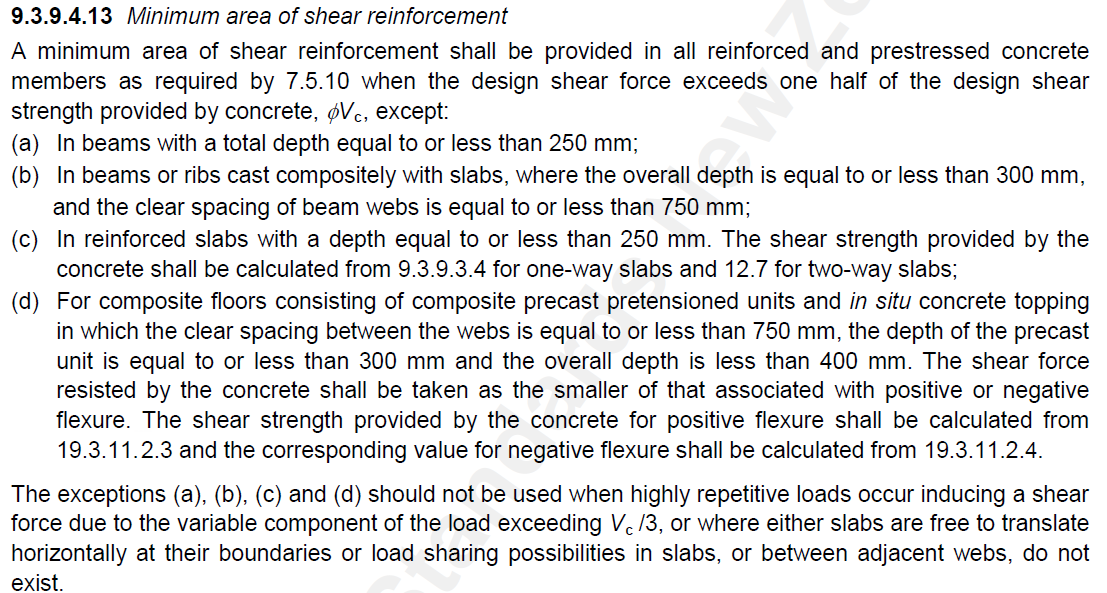 9.3.9.4.13 Minimum area of shear reinforcement
A minimum area of shear reinforcement shall be provided in all reinforced and prestressed concrete
members as required by 7.5.10 when the design shear force exceeds one half of the design shear
strength provided by concrete, ϕVc, except:
(a) In beams with a total depth equal to or less than 250 mm;
(b) In beams or ribs cast compositely with slabs, where the overall depth is equal to or less than 300 mm,
and the clear spacing of beam webs is equal to or less than 750 mm;
(c) In reinforced slabs with a depth equal to or less than 250 mm. The shear strength provided by the
concrete shall be calculated from 9.3.9.3.4 for one-way slabs and 12.7 for two-way slabs;
(d) For composite floors consisting of composite precast pretensioned units and in situ concrete topping
in which the clear spacing between the webs is equal to or less than 750 mm, the depth of the precast
unit is equal to or less than 300 mm and the overall depth is less than 400 mm. The shear force
resisted by the concrete shall be taken as the smaller of that associated with positive or negative
flexure. The shear strength provided by the concrete for positive flexure shall be calculated from
19.3.11.2.3 and the corresponding value for negative flexure shall be calculated from 19.3.11.2.4.
The exceptions (a), (b), (c) and (d) should not be used when highly repetitive loads occur inducing a shear
force due to the variable component of the load exceeding Vc /3, or where either slabs are free to translate
horizontally at their boundaries or load sharing possibilities in slabs, or between adjacent webs, do not
exist.
Standards New